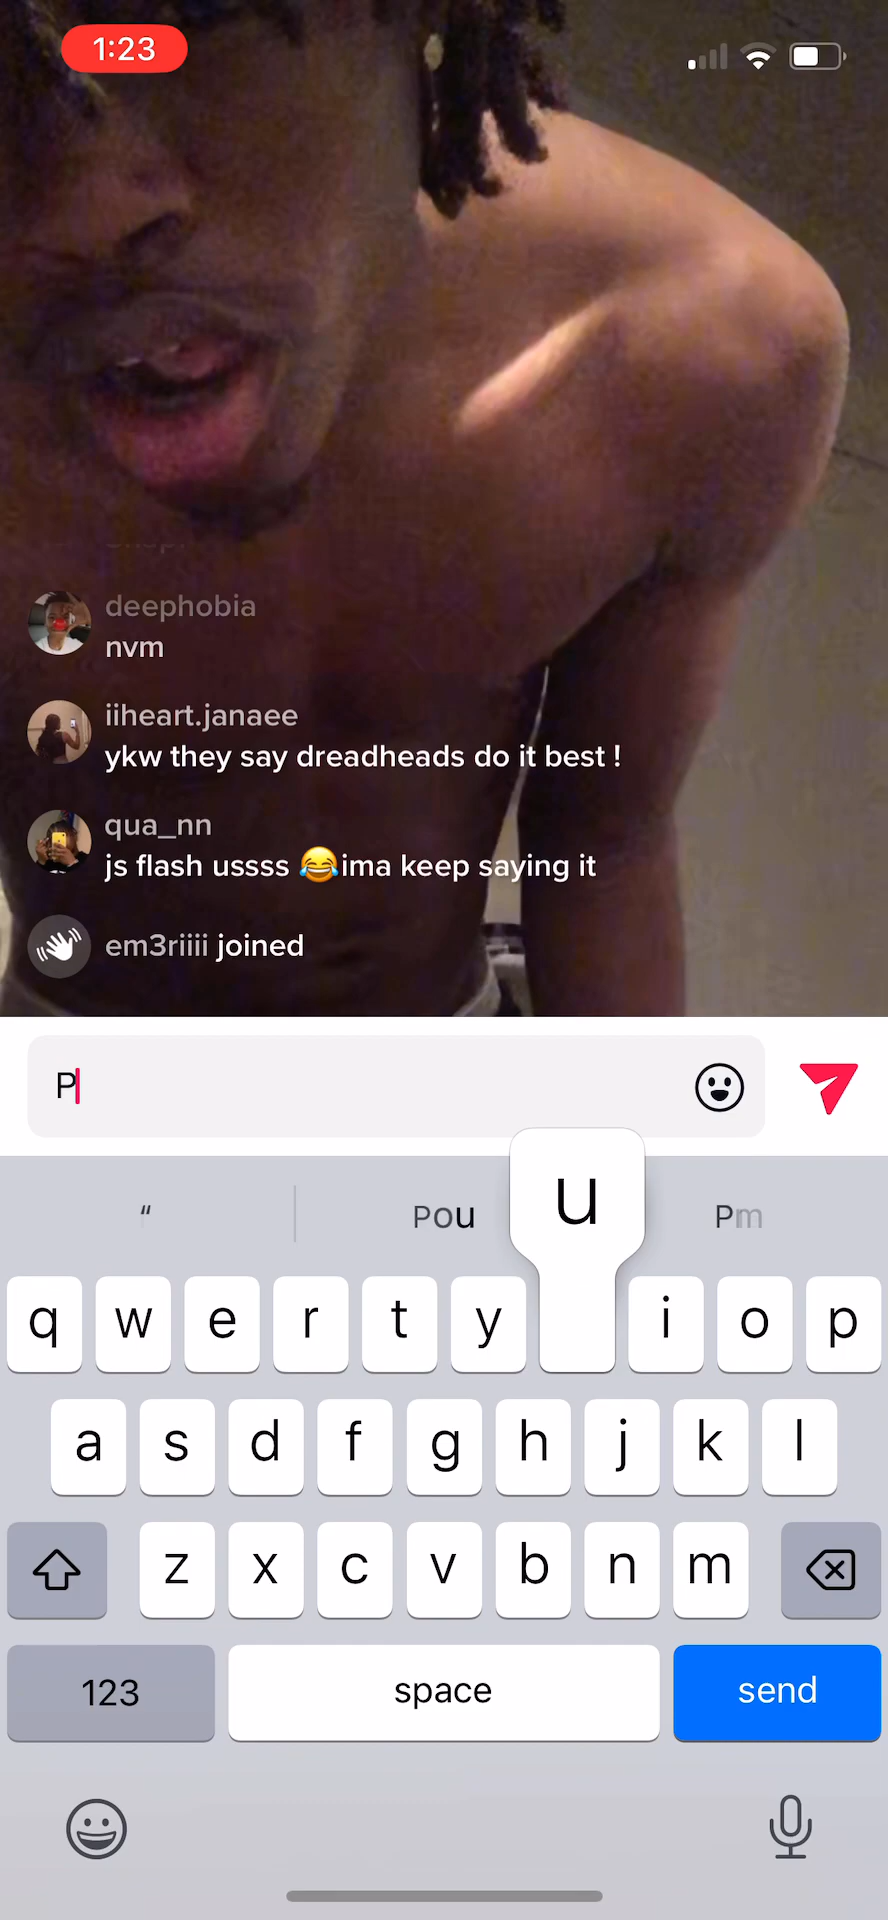 1:23
deephobia
nvm
iiheart.janaee
ykw they say dreadheads do it best !
qua_nn
js flash ussss 😂ima keep saying it
em3riiii joined
P
“ Pou Pm
u
q w e r t y i o p
a s d f g h j k l
z x c v b n m
123 space send